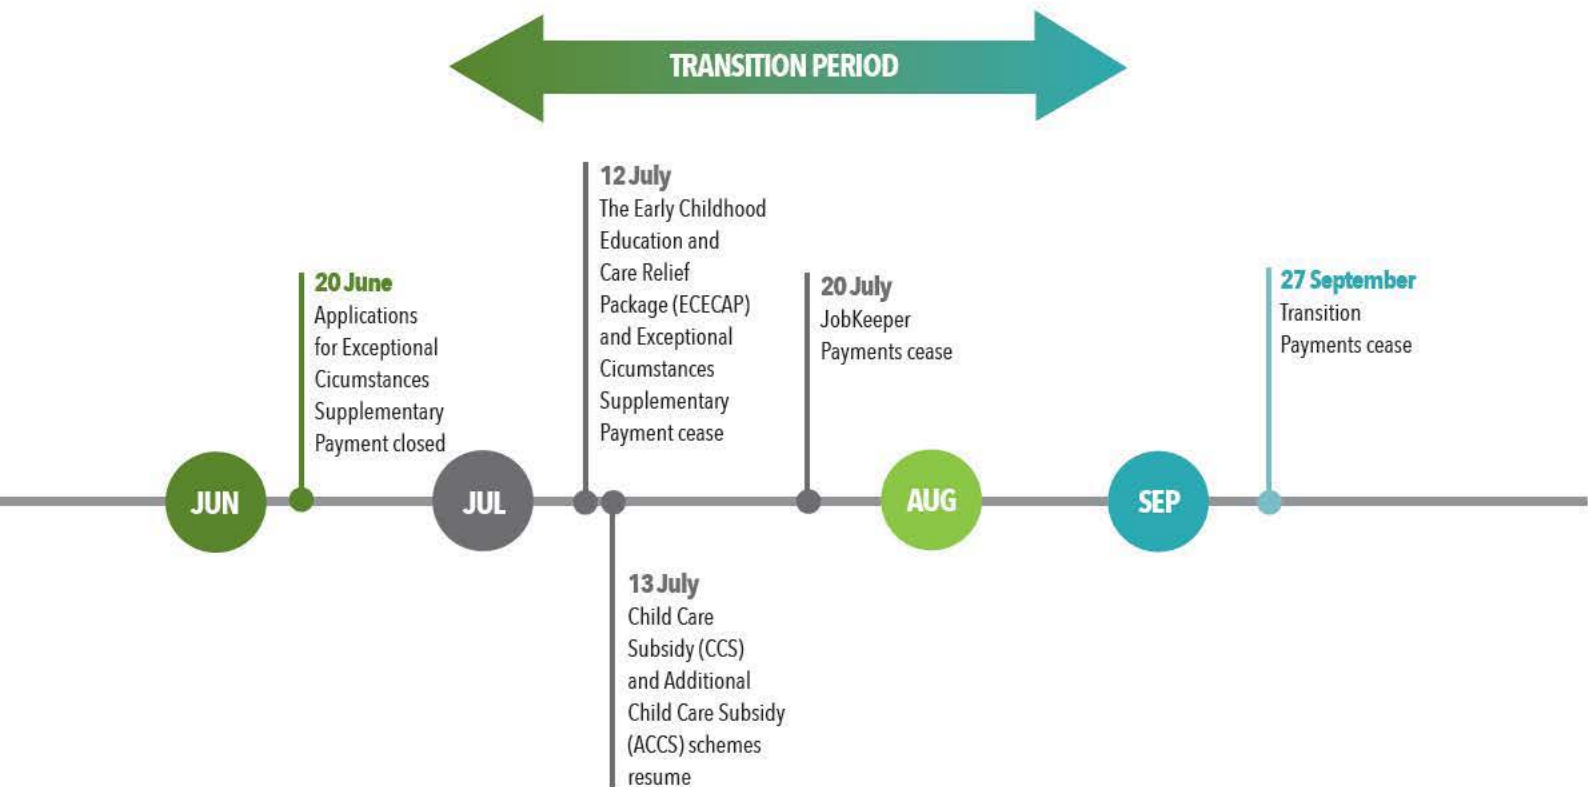 TRANSITION PERIOD
20 June
Applications
for Exceptional
Cicumstances
Supplementary
Payment closed
12 July
The Early Childhood
Education and
Care Relief
Package (ECECAP)
and Exceptional
Cicumstances
Supplementary
Payment cease
20 July
JobKeeper
Payments cease
27 September
Transition
Payments cease
JUN
JUL
AUG
SEP
13 July
Child Care
Subsidy (CCS)
and Additional
Child Care Subsidy
(ACCS) schemes
resume